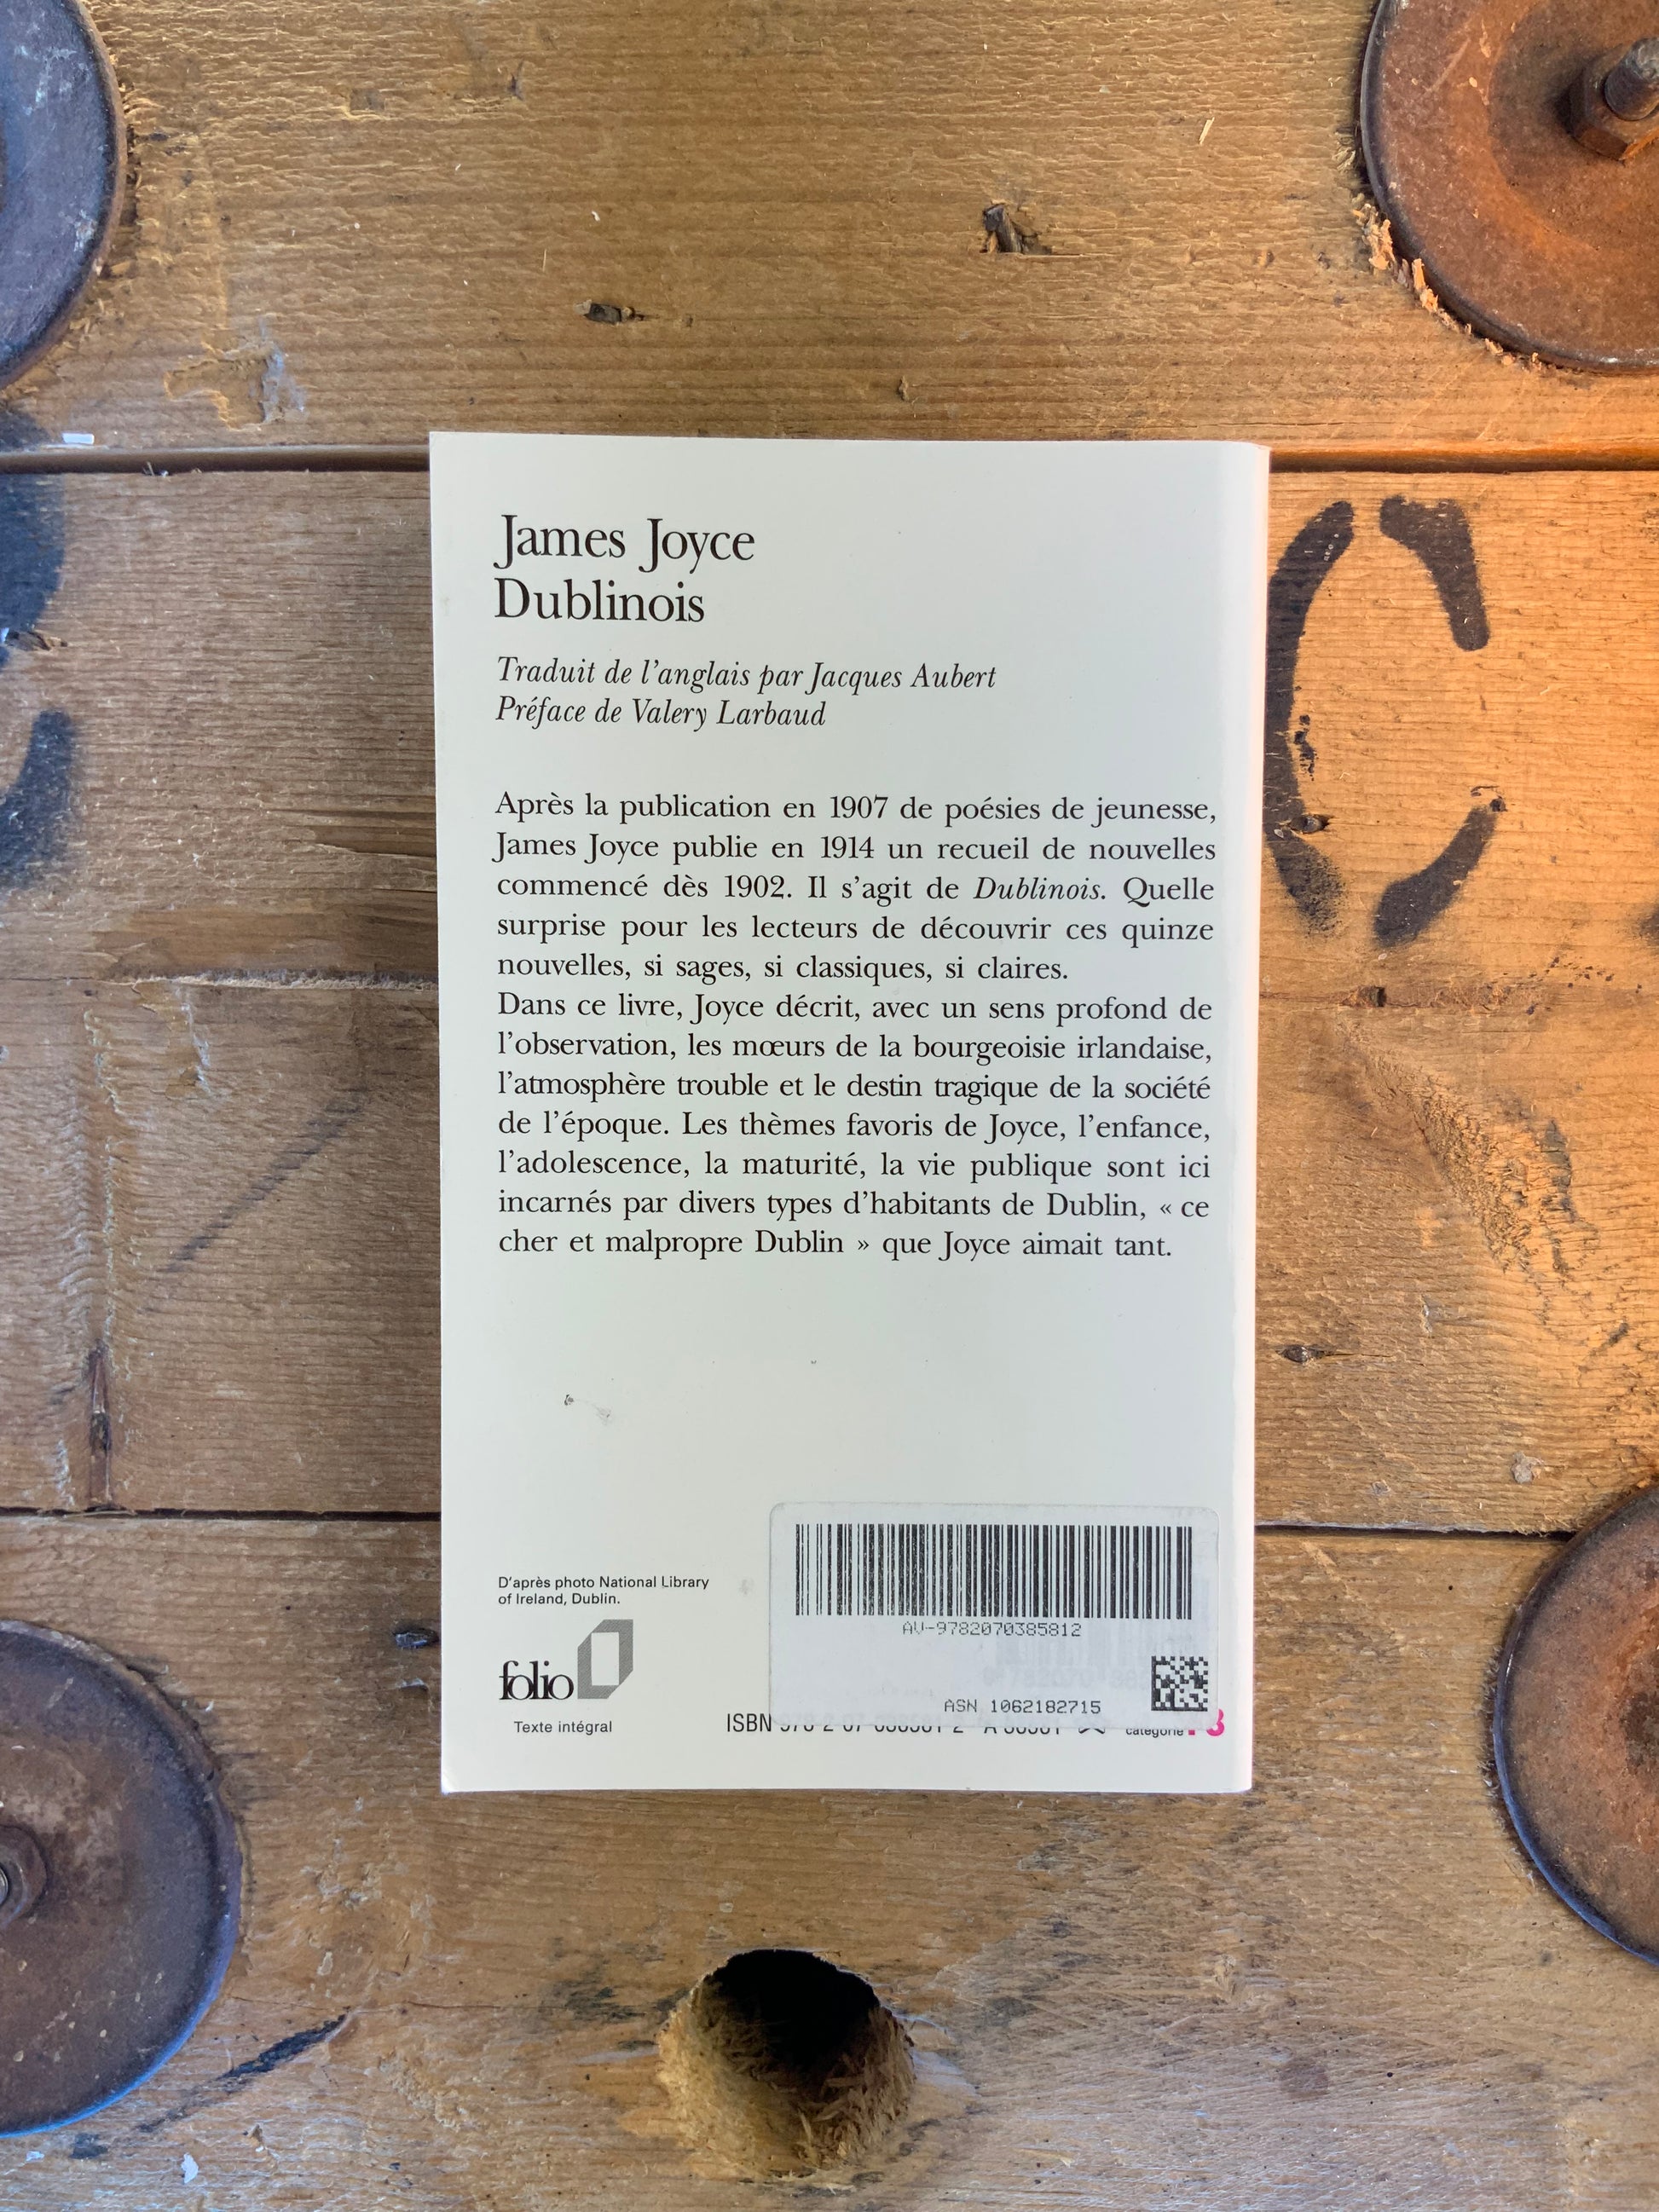 James Joyce
Dublinois
Traduit de l'anglais par Jacques Aubert
Préface de Valery Larbaud
Après la publication en 1907 de poésies de jeunesse,
James Joyce publie en 1914 un recueil de nouvelles
commencé dès 1902. Il s'agit de Dublinois. Quelle
surprise pour les lecteurs de découvrir ces quinze
nouvelles, si sages, si classiques, si claires.
Dans ce livre, Joyce décrit, avec un sens profond de
l'observation, les mœurs de la bourgeoisie irlandaise,
l'atmosphère trouble et le destin tragique de la société
de l'époque. Les thèmes favoris de Joyce, l'enfance,
l'adolescence, la maturité, la vie publique sont ici
incarnés par divers types d'habitants de Dublin, « ce
cher et malpropre Dublin » que Joyce aimait tant.
D'après photo National Library
of Ireland, Dublin.
folio
Texte intégral
AV-9782070385812
ASN 1062182715
ISBN
catégorie
C